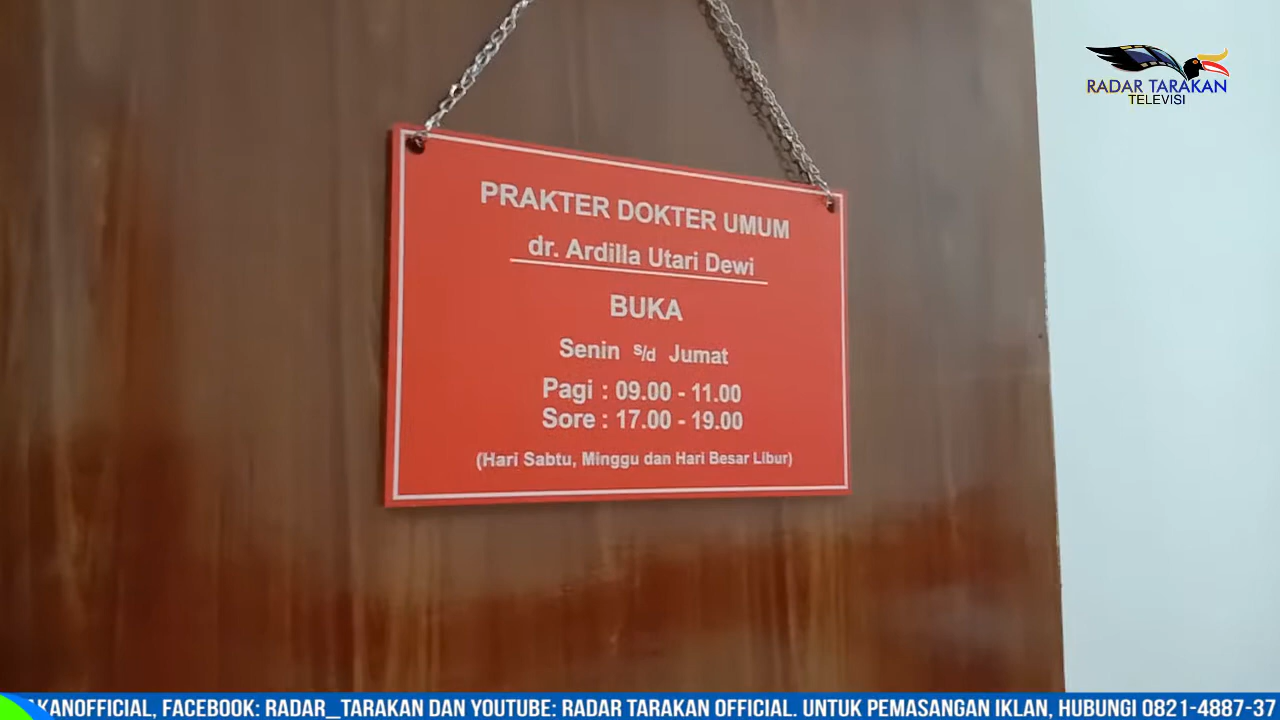 RADAR TARAKAN
TELEVISI
PRAKTER DOKTER UMUM
dr. Ardilla Utari Dewi
BUKA
Senin s/d Jumat
Pagi : 09.00 - 11.00
Sore : 17.00 - 19.00
(Hari Sabtu, Minggu dan Hari Besar Libur)
AKANOFFICIAL, FACEBOOK: RADAR_TARAKAN DAN YOUTUBE: RADAR TARAKAN OFFICIAL. UNTUK PEMASANGAN IKLAN, HUBUNGI 0821-4887-37